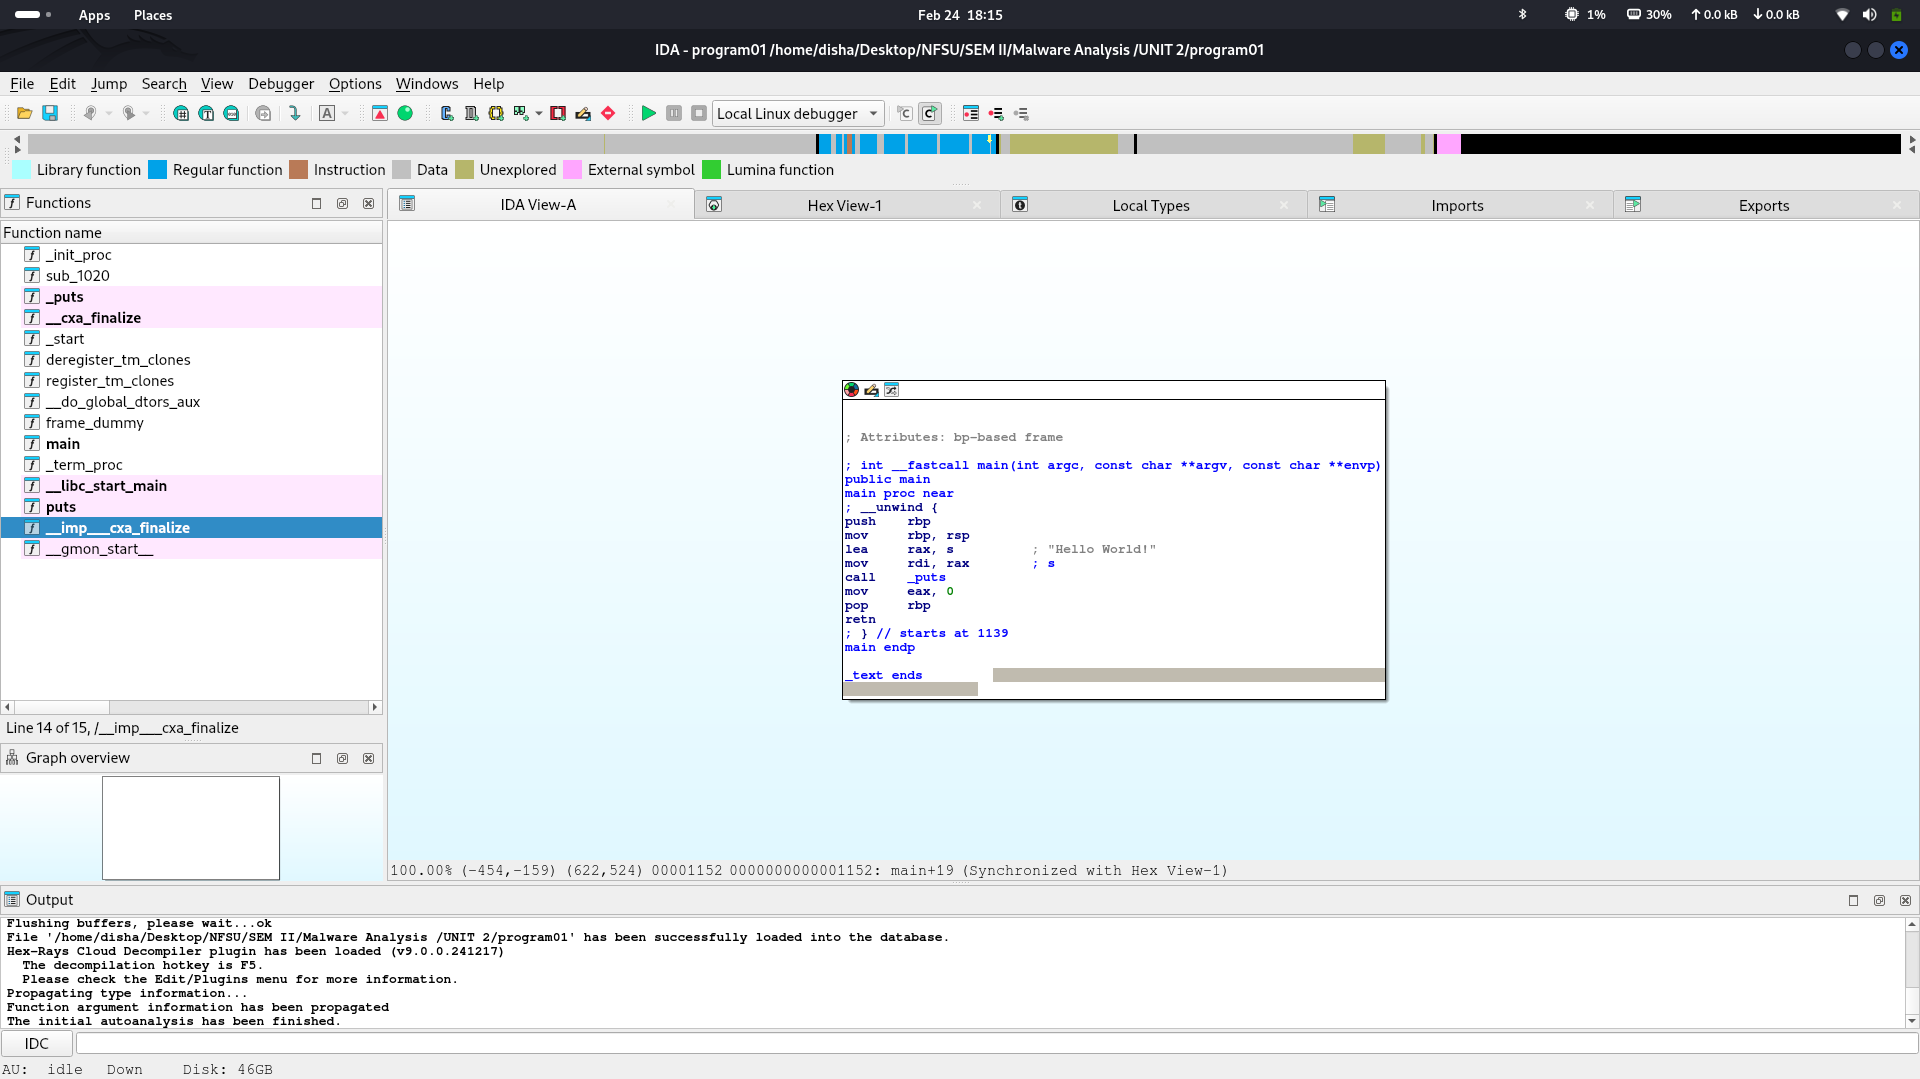 Apps Places Feb 24 18:15 1% 30% 0.0 kB 0.0 kB
IDA - program01 /home/disha/Desktop/NFSU/SEM II/Malware Analysis /UNIT 2/program01
File Edit Jump Search View Debugger Options Windows Help
Local Linux debugger
Library function Regular function Instruction Data Unexplored External symbol Lumina function
Functions
IDA View-A Hex View-1 Local Types Imports Exports
Function name
_init_proc
sub_1020
_puts
__cxa_finalize
_start
deregister_tm_clones
register_tm_clones
__do_global_dtors_aux
frame_dummy
main
_term_proc
__libc_start_main
puts
__imp___cxa_finalize
__gmon_start__
Line 14 of 15, /__imp___cxa_finalize
Graph overview
; Attributes: bp-based frame
; int __fastcall main(int argc, const char **argv, const char **envp)
public main
main proc near
; __unwind {
push rbp
mov rbp, rsp
lea rax, s ; "Hello World!"
mov rdi, rax ; s
call _puts
mov eax, 0
pop rbp
retn
; } // starts at 1139
main endp
_text ends
100.00% (-454,-159) (622,524) 00001152 0000000000001152: main+19 (Synchronized with Hex View-1)
Output
Flushing buffers, please wait...ok
File '/home/disha/Desktop/NFSU/SEM II/Malware Analysis /UNIT 2/program01' has been successfully loaded into the database.
Hex-Rays Cloud Decompiler plugin has been loaded (v9.0.0.241217)
The decompilation hotkey is F5.
Please check the Edit/Plugins menu for more information.
Propagating type information...
Function argument information has been propagated
The initial autoanalysis has been finished.
IDC
AU: idle Down Disk: 46GB